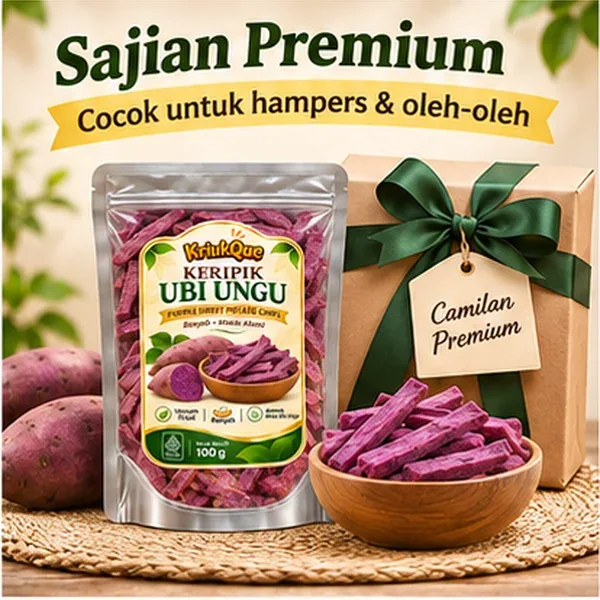 Sajian Premium
Cocok untuk hampers & oleh-oleh
KriukQue
KERIPIK
UBI UNGU
Camilan
Premium
100 g